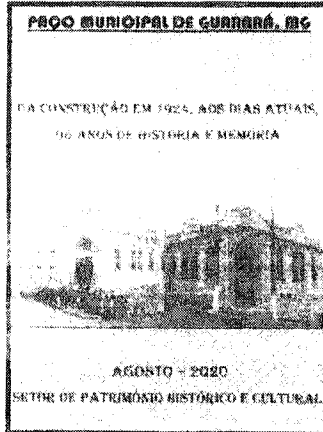 PAÇO MUNICIPAL DE GUARARÁ, MG
DA CONSTRUÇÃO EM 1924, AOS DIAS ATUAIS,
96 ANOS DE HISTÓRIA E MEMÓRIA
AGOSTO - 2020
SETOR DE PATRIMÔNIO HISTÓRICO E CULTURAL